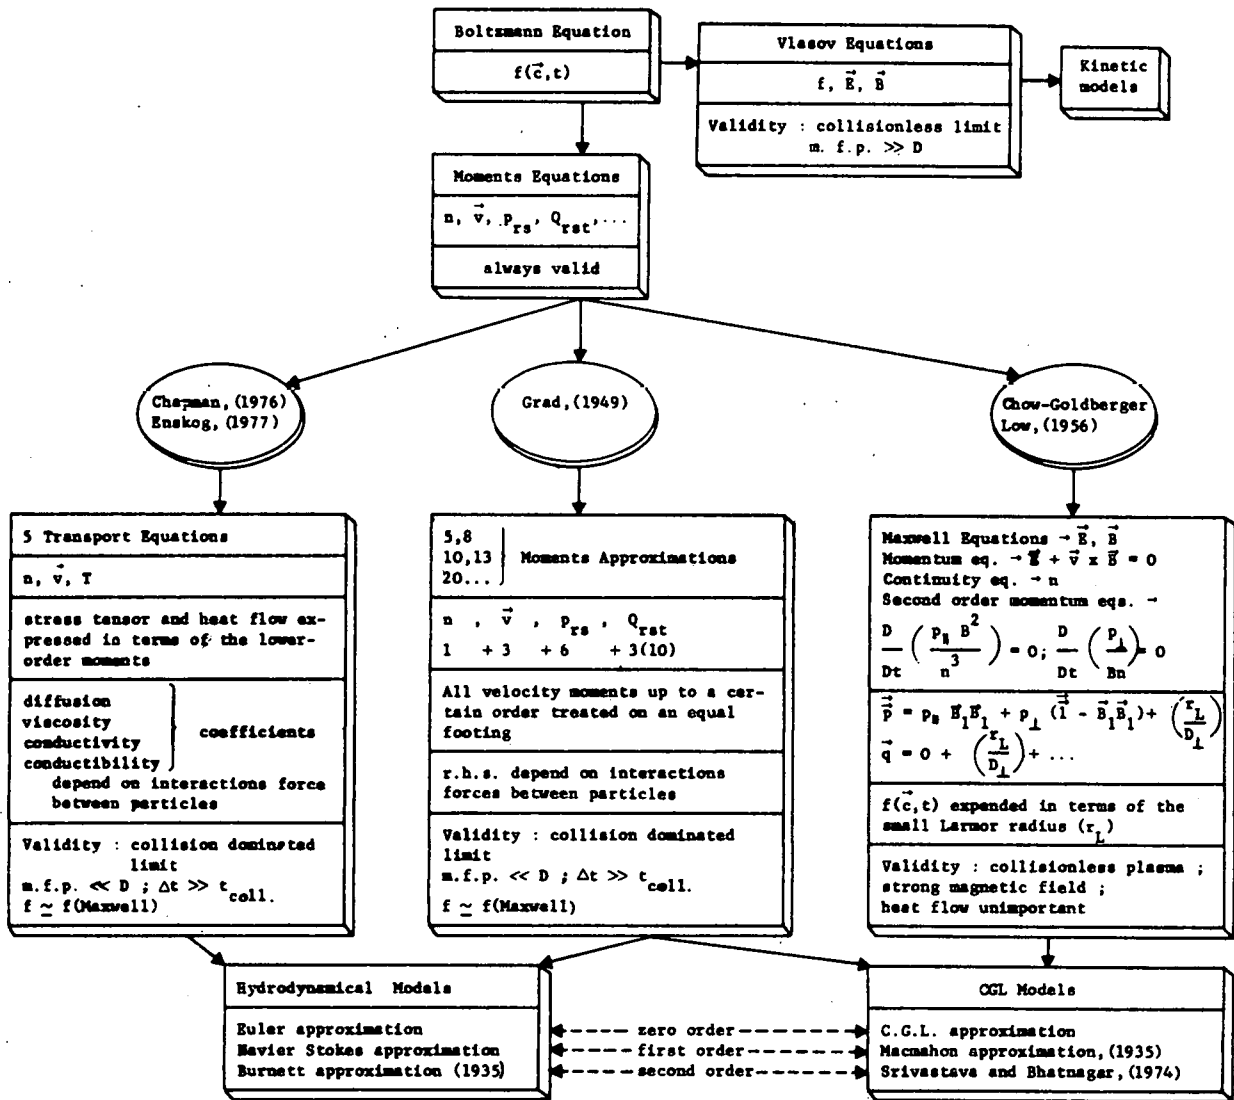 Boltzmann Equation
f(c⃗,t)
Vlasov Equations
f, E⃗, B⃗
Validity : collisionless limit
m. f.p. >> D
Kinetic
models
Moments Equations
n, v⃗, p_rs, Q_rst,...
always valid
Chapman, (1976)
Enskog, (1977)
Grad,(1949)
Chow-Goldberger
Low,(1956)
5 Transport Equations
n, v⃗, T
stress tensor and heat flow ex-
pressed in terms of the lower-
order moments
diffusion
viscosity
conductivity
conductibility
} coefficients
depend on interactions force
between particles
Validity : collision dominated
limit
m.f.p. << D ; Δt >> t_coll.
f ≃ f(Maxwell)
5,8
10,13 } Moments Approximations
20...
n , v⃗ , p_rs , Q_rst
1 + 3 + 6 + 3(10)
All velocity moments up to a cer-
tain order treated on an equal
footing
r.h.s. depend on interactions
forces between particles
Validity : collision dominated
limit
m.f.p. << D ; Δt >> t_coll.
f ≃ f(Maxwell)
Maxwell Equations → E⃗, B⃗
Momentum eq. → E⃗ + v⃗ x B⃗ = 0
Continuity eq. → n
Second order momentum eqs. →
D/Dt ( p_∥ B^2 / n^3 ) = 0; D/Dt ( p_⊥ / Bn ) = 0
p⃗⃗ = p_∥ B⃗_1B⃗_1 + p_⊥ (1⃗⃗ - B⃗_1B⃗_1)+ (r_L/D_⊥)
q⃗ = 0 + (r_L/D_⊥)+ ...
f(c⃗,t) expended in terms of the
small Larmor radius (r_L)
Validity : collisionless plasma ;
strong magnetic field ;
heat flow unimportant
Hydrodynamical Models
Euler approximation
Navier Stokes approximation
Burnett approximation (1935)
zero order
first order
second order
CGL Models
C.G.L. approximation
Macmahon approximation,(1935)
Srivastava and Bhatnagar,(1974)